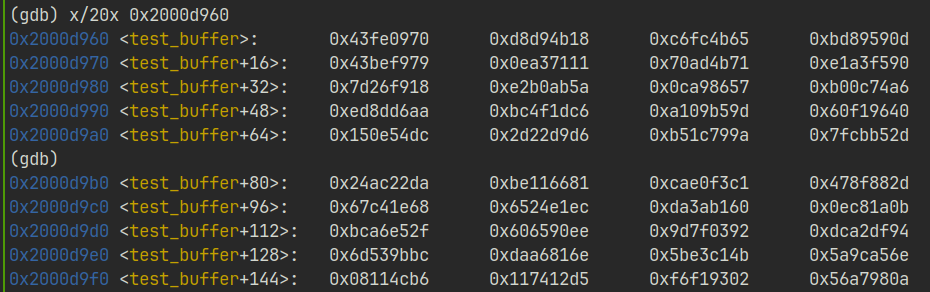 (gdb) x/20x 0x2000d960
0x2000d960 <test_buffer>: 0x43fe0970 0xd8d94b18 0xc6fc4b65 0xbd89590d
0x2000d970 <test_buffer+16>: 0x43bef979 0x0ea37111 0x70ad4b71 0xe1a3f590
0x2000d980 <test_buffer+32>: 0x7d26f918 0xe2b0ab5a 0x0ca98657 0xb00c74a6
0x2000d990 <test_buffer+48>: 0xed8dd6aa 0xbc4f1dc6 0xa109b59d 0x60f19640
0x2000d9a0 <test_buffer+64>: 0x150e54dc 0x2d22d9d6 0xb51c799a 0x7fcbb52d
(gdb)
0x2000d9b0 <test_buffer+80>: 0x24ac22da 0xbe116681 0xcae0f3c1 0x478f882d
0x2000d9c0 <test_buffer+96>: 0x67c41e68 0x6524e1ec 0xda3ab160 0x0ec81a0b
0x2000d9d0 <test_buffer+112>: 0xbca6e52f 0x606590ee 0x9d7f0392 0xdca2df94
0x2000d9e0 <test_buffer+128>: 0x6d539bbc 0xdaa6816e 0x5be3c14b 0x5a9ca56e
0x2000d9f0 <test_buffer+144>: 0x08114cb6 0x117412d5 0xf6f19302 0x56a7980a